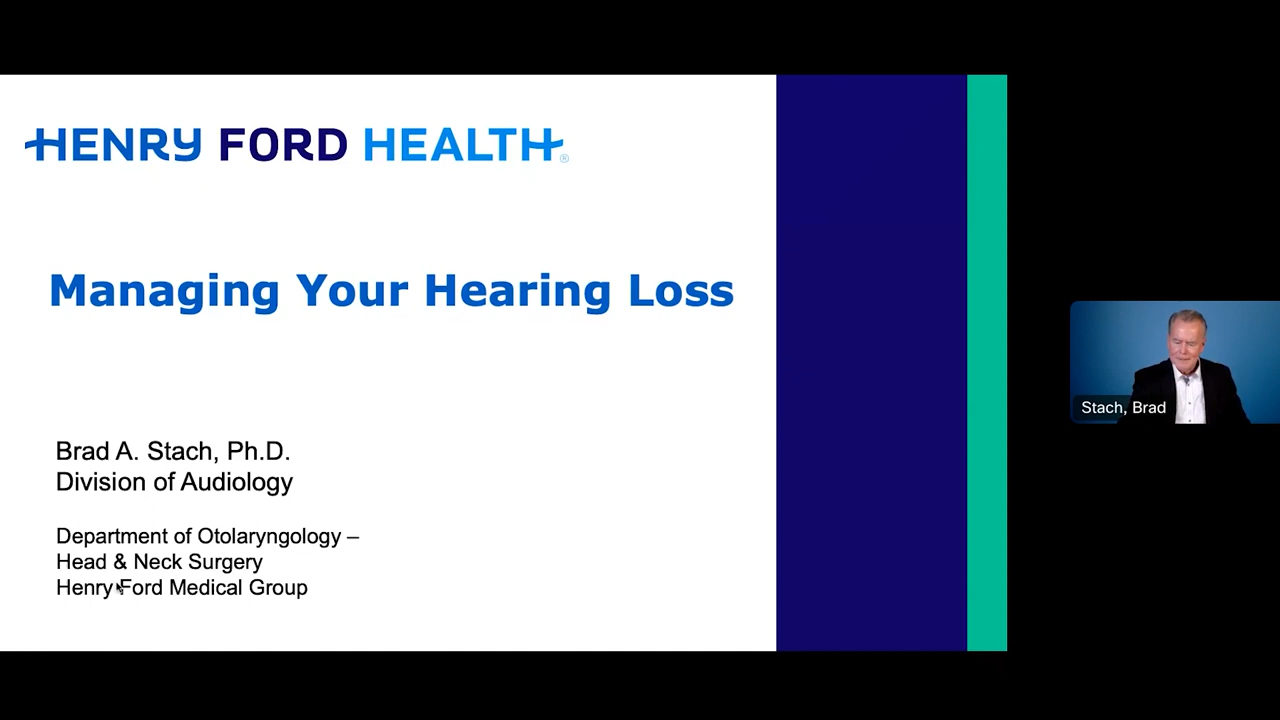 HENRY FORD HEALTH®
Managing Your Hearing Loss
Brad A. Stach, Ph.D.
Division of Audiology
Department of Otolaryngology –
Head & Neck Surgery
Henry Ford Medical Group
Stach, Brad